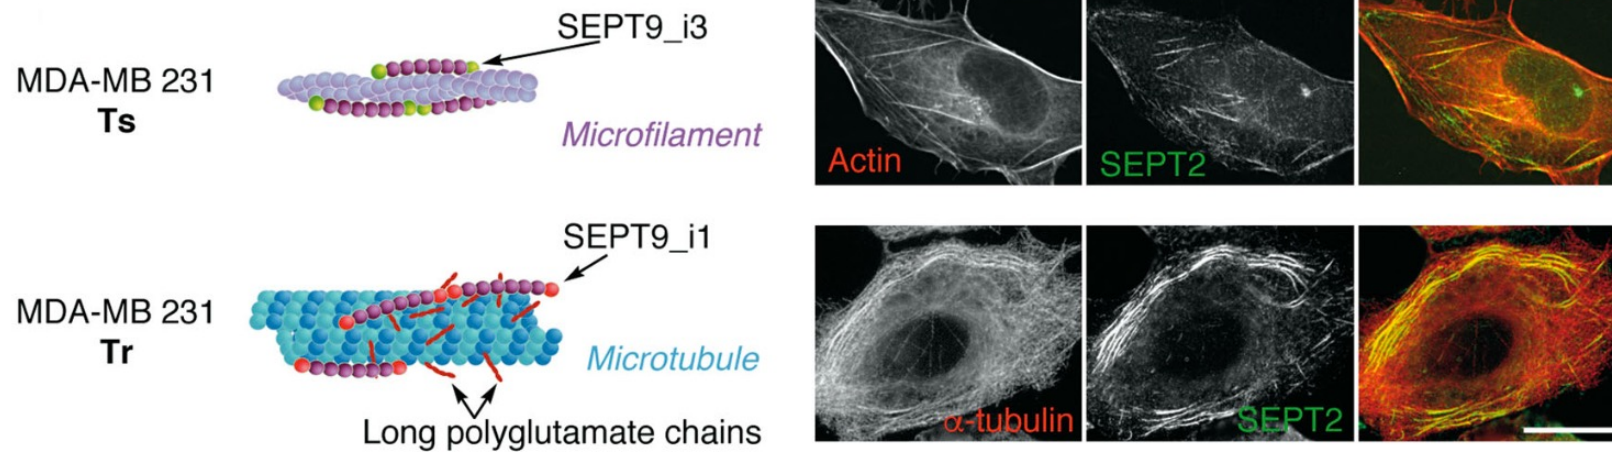 SEPT9_i3
MDA-MB 231
Ts
Microfilament
Actin
SEPT2
SEPT9_i1
MDA-MB 231
Tr
Microtubule
Long polyglutamate chains
α-tubulin
SEPT2